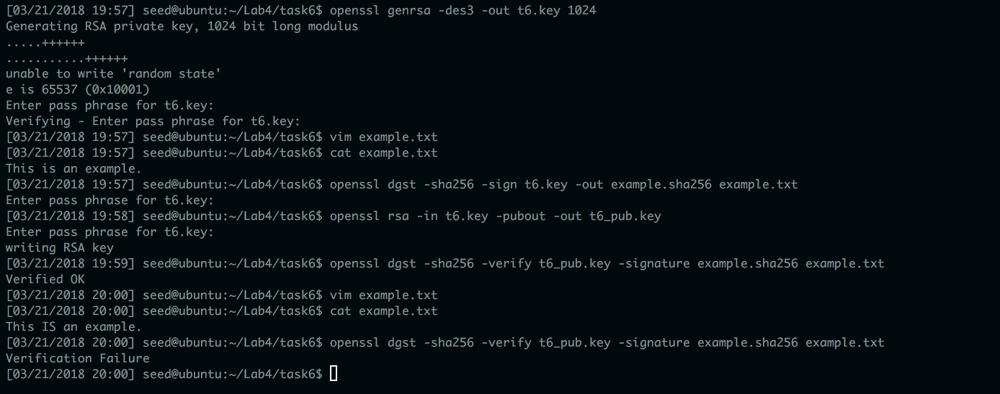 [03/21/2018 19:57] seed@ubuntu:~/Lab4/task6$ openssl genrsa -des3 -out t6.key 1024
Generating RSA private key, 1024 bit long modulus
.....++++++
...........++++++
unable to write 'random state'
e is 65537 (0x10001)
Enter pass phrase for t6.key:
Verifying - Enter pass phrase for t6.key:
[03/21/2018 19:57] seed@ubuntu:~/Lab4/task6$ vim example.txt
[03/21/2018 19:57] seed@ubuntu:~/Lab4/task6$ cat example.txt
This is an example.
[03/21/2018 19:57] seed@ubuntu:~/Lab4/task6$ openssl dgst -sha256 -sign t6.key -out example.sha256 example.txt
Enter pass phrase for t6.key:
[03/21/2018 19:58] seed@ubuntu:~/Lab4/task6$ openssl rsa -in t6.key -pubout -out t6_pub.key
Enter pass phrase for t6.key:
writing RSA key
[03/21/2018 19:59] seed@ubuntu:~/Lab4/task6$ openssl dgst -sha256 -verify t6_pub.key -signature example.sha256 example.txt
Verified OK
[03/21/2018 20:00] seed@ubuntu:~/Lab4/task6$ vim example.txt
[03/21/2018 20:00] seed@ubuntu:~/Lab4/task6$ cat example.txt
This IS an example.
[03/21/2018 20:00] seed@ubuntu:~/Lab4/task6$ openssl dgst -sha256 -verify t6_pub.key -signature example.sha256 example.txt
Verification Failure
[03/21/2018 20:00] seed@ubuntu:~/Lab4/task6$